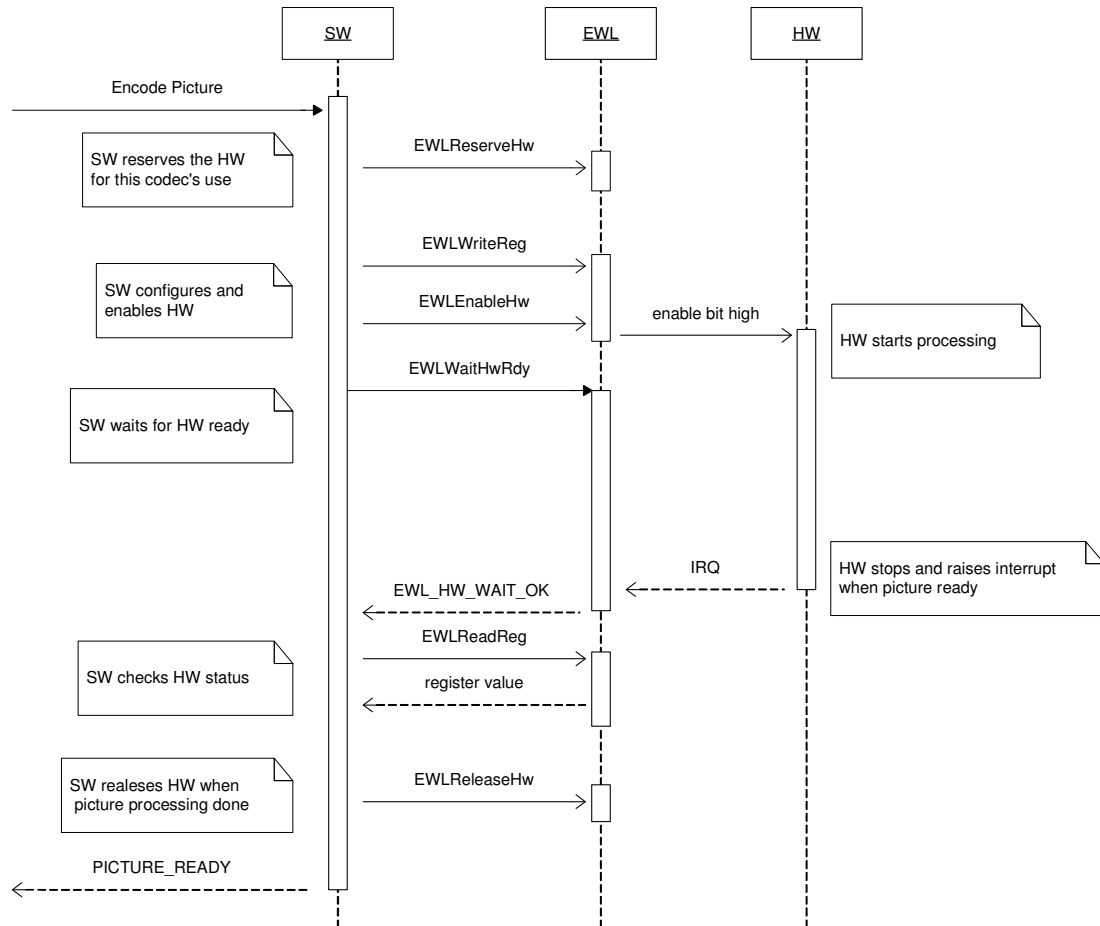 SW
EWL
HW
Encode Picture
SW reserves the HW
for this codec's use
EWLReserveHw
EWLWriteReg
SW configures and
enables HW
EWLEnableHw
enable bit high
HW starts processing
EWLWaitHwRdy
SW waits for HW ready
IRQ
HW stops and raises interrupt
when picture ready
EWL_HW_WAIT_OK
EWLReadReg
SW checks HW status
register value
SW realeses HW when
picture processing done
EWLReleaseHw
PICTURE_READY